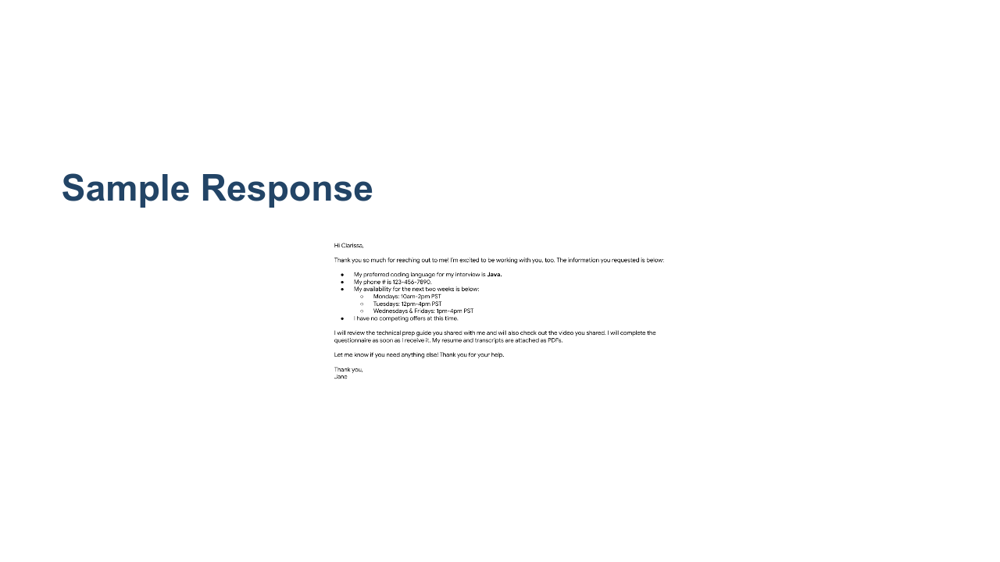 Sample Response
Hi Clarissa,
Thank you so much for reaching out to me! I'm excited to be working with you, too. The information you requested is below:
● My preferred coding language for my interview is Java.
● My phone # is 123-456-7890.
● My availability for the next two weeks is below:
○ Mondays: 10am-2pm PST
○ Tuesdays: 12pm-4pm PST
○ Wednesdays & Fridays: 1pm-4pm PST
● I have no competing offers at this time.
I will review the technical prep guide you shared with me and will also check out the video you shared. I will complete the
questionnaire as soon as I receive it. My resume and transcripts are attached as PDFs.
Let me know if you need anything else! Thank you for your help.
Thank you,
Jane